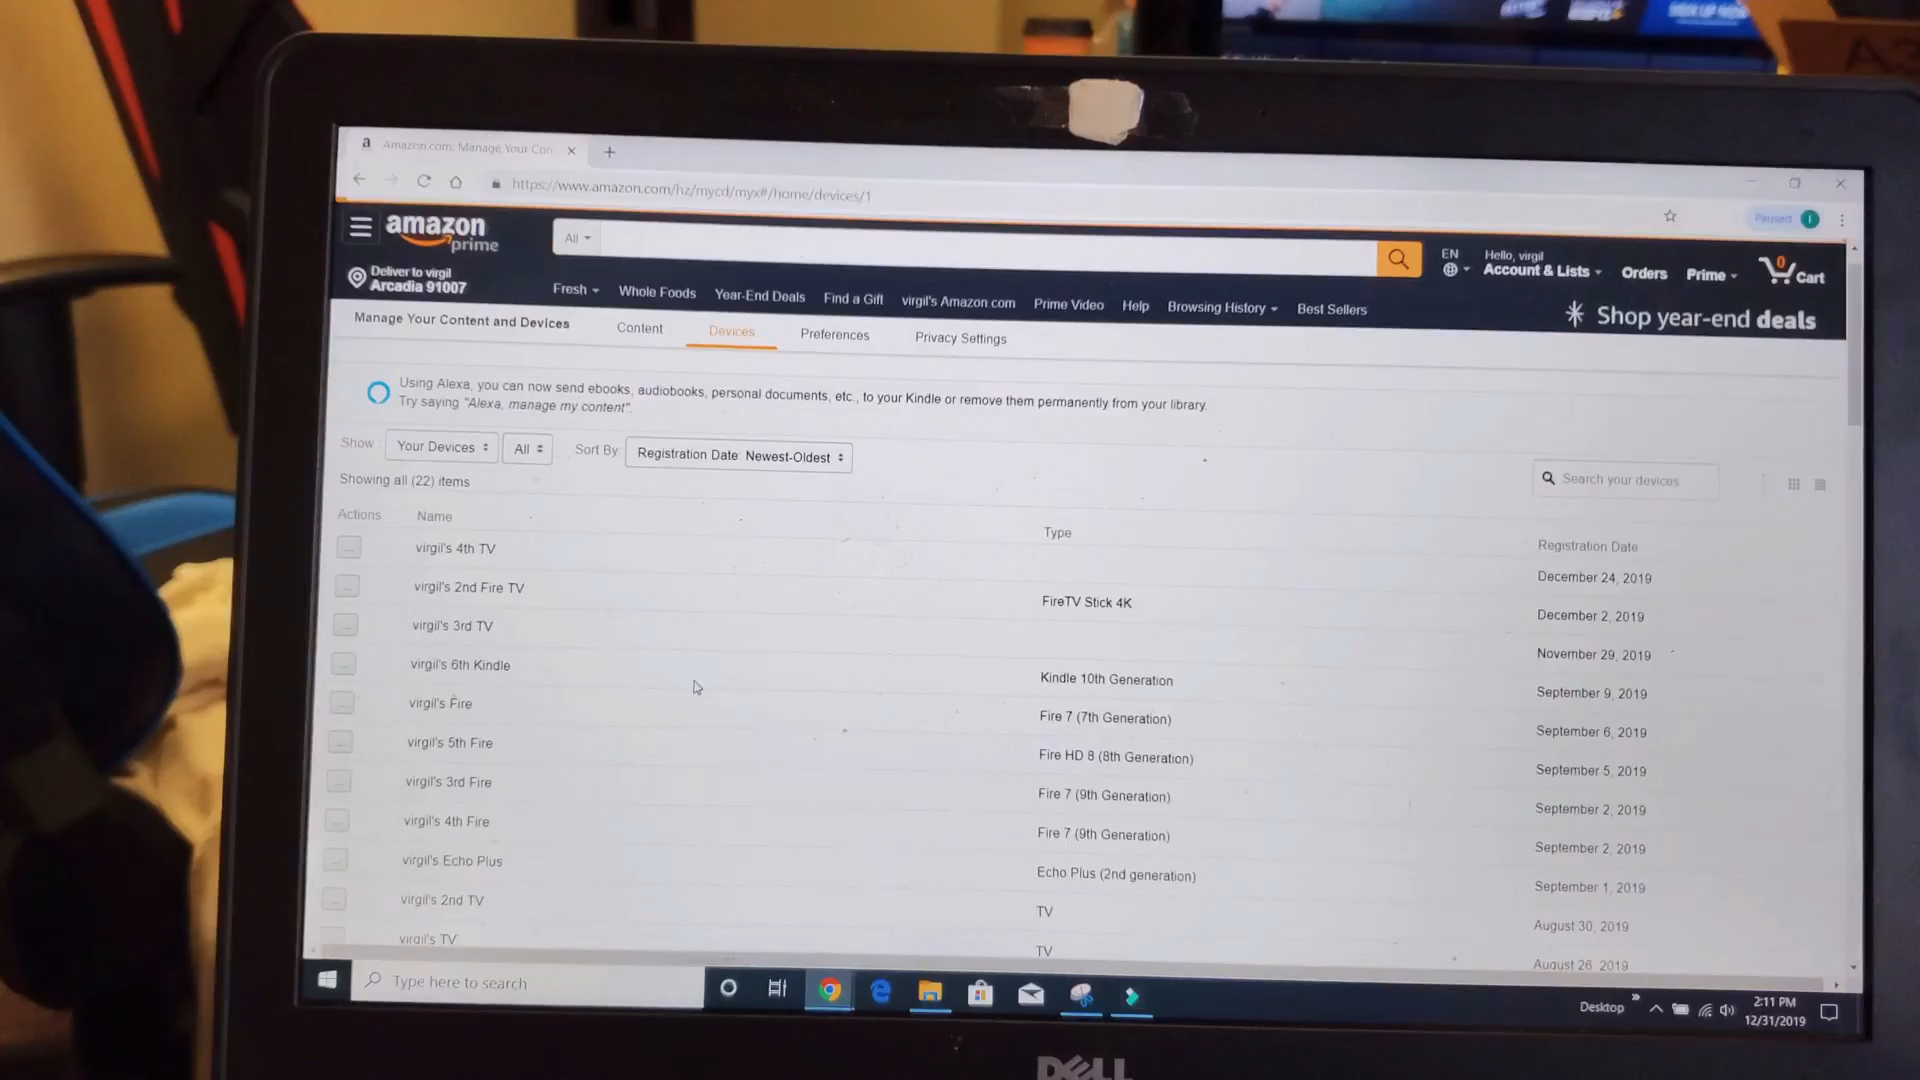 SIGN UP NOW
A3
a Amazon.com: Manage Your Con
https://www.amazon.com/hz/mycd/myx#/home/devices/1
Paused
amazon
prime
All
EN
Hello, virgil
Account & Lists
Orders
Prime
0
Cart
Deliver to virgil
Arcadia 91007
Fresh
Whole Foods
Year-End Deals
Find a Gift
virgil's Amazon.com
Prime Video
Help
Browsing History
Best Sellers
Shop year-end deals
Manage Your Content and Devices
Content
Devices
Preferences
Privacy Settings
Using Alexa, you can now send ebooks, audiobooks, personal documents, etc., to your Kindle or remove them permanently from your library.
Try saying "Alexa, manage my content".
Show
Your Devices
All
Sort By
Registration Date: Newest-Oldest
Search your devices
Showing all (22) items
Actions Name Type Registration Date
... virgil's 4th TV December 24, 2019
... virgil's 2nd Fire TV FireTV Stick 4K December 2, 2019
... virgil's 3rd TV November 29, 2019
... virgil's 6th Kindle Kindle 10th Generation September 9, 2019
... virgil's Fire Fire 7 (7th Generation) September 6, 2019
... virgil's 5th Fire Fire HD 8 (8th Generation) September 5, 2019
... virgil's 3rd Fire Fire 7 (9th Generation) September 2, 2019
... virgil's 4th Fire Fire 7 (9th Generation) September 2, 2019
... virgil's Echo Plus Echo Plus (2nd generation) September 1, 2019
... virgil's 2nd TV TV August 30, 2019
virgil's TV TV August 26, 2019
Type here to search
Desktop
2:11 PM
12/31/2019
DELL